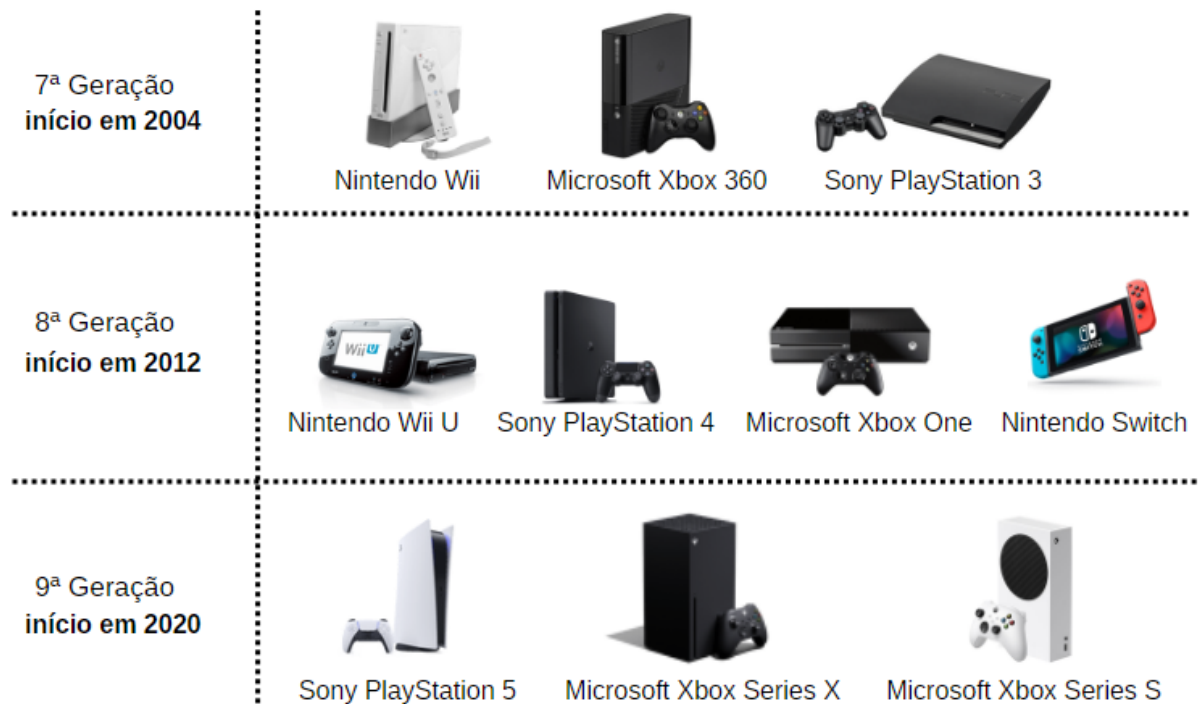 7ª Geração
início em 2004
Nintendo Wii
Microsoft Xbox 360
Sony PlayStation 3
8ª Geração
início em 2012
Wii U
SWITCH
Nintendo Wii U
Sony PlayStation 4
Microsoft Xbox One
Nintendo Switch
9ª Geração
início em 2020
Sony PlayStation 5
Microsoft Xbox Series X
Microsoft Xbox Series S